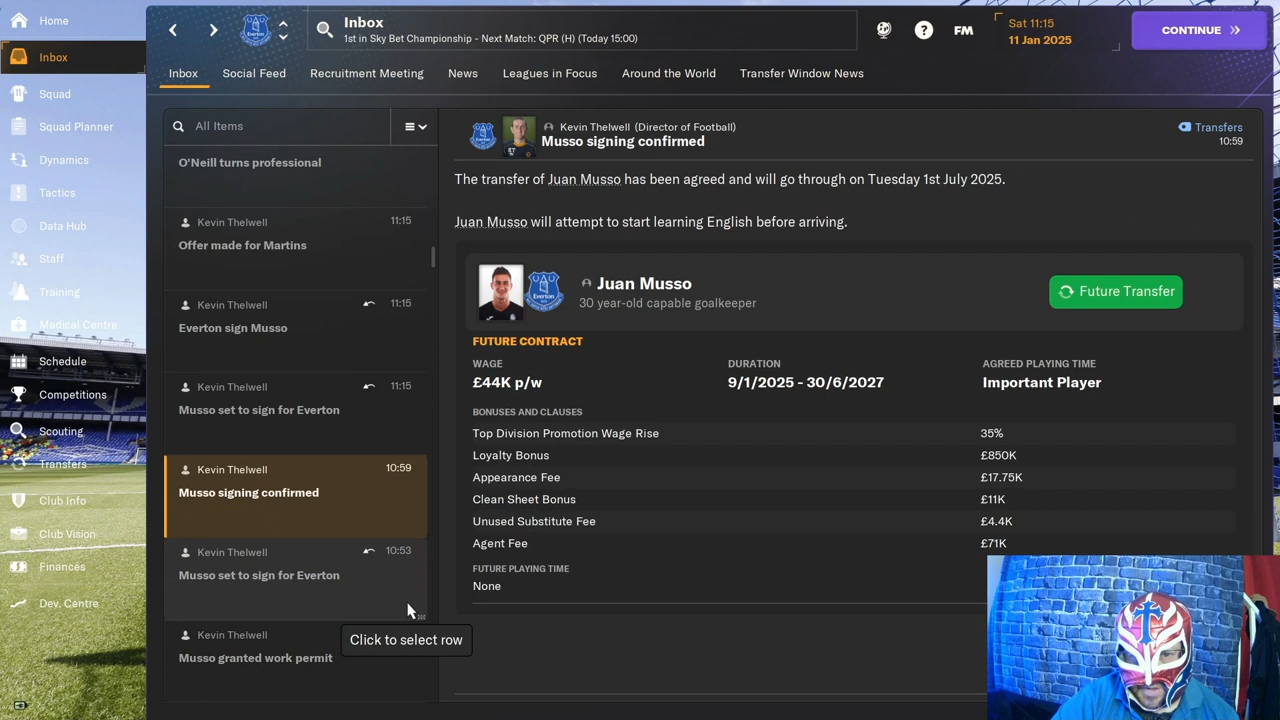 Home
Inbox
Squad
Squad Planner
Dynamics
Tactics
Data Hub
Staff
Training
Medical Centre
Schedule
Competitions
Scouting
Transfers
Club Info
Club Vision
Finances
Dev. Centre
Inbox
1st in Sky Bet Championship - Next Match: QPR (H) (Today 15:00)
?
FM
Sat 11:15
11 Jan 2025
CONTINUE
Inbox
Social Feed
Recruitment Meeting
News
Leagues in Focus
Around the World
Transfer Window News
All Items
O'Neill turns professional
Kevin Thelwell 11:15
Offer made for Martins
Kevin Thelwell 11:15
Everton sign Musso
Kevin Thelwell 11:15
Musso set to sign for Everton
Kevin Thelwell 10:59
Musso signing confirmed
Kevin Thelwell 10:53
Musso set to sign for Everton
Kevin Thelwell
Musso granted work permit
Click to select row
Kevin Thelwell (Director of Football)
Musso signing confirmed
Transfers
10:59
The transfer of Juan Musso has been agreed and will go through on Tuesday 1st July 2025.
Juan Musso will attempt to start learning English before arriving.
Everton
Juan Musso
30 year-old capable goalkeeper
Future Transfer
FUTURE CONTRACT
WAGE DURATION AGREED PLAYING TIME
£44K p/w 9/1/2025 - 30/6/2027 Important Player
BONUSES AND CLAUSES
Top Division Promotion Wage Rise 35%
Loyalty Bonus £850K
Appearance Fee £17.75K
Clean Sheet Bonus £11K
Unused Substitute Fee £4.4K
Agent Fee £71K
FUTURE PLAYING TIME
None